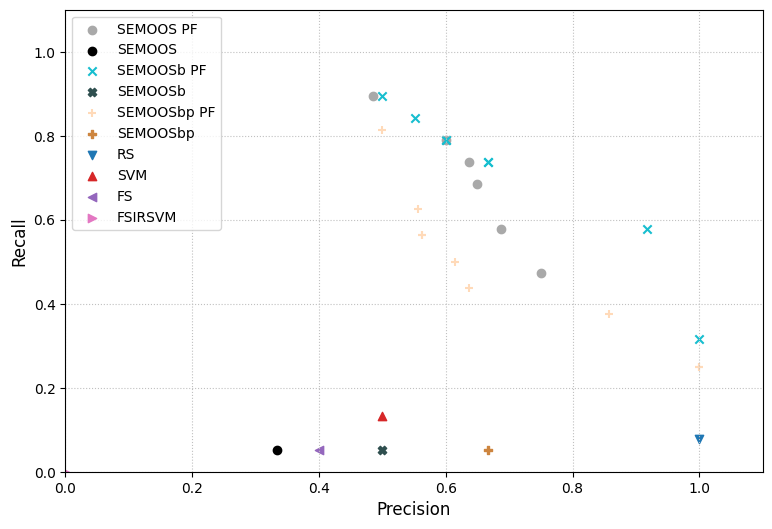 SEMOOS PF
SEMOOS
SEMOOSb PF
SEMOOSb
SEMOOSbp PF
SEMOOSbp
RS
SVM
FS
FSIRSVM
Recall
1.0
0.8
0.6
0.4
0.2
0.0
0.0 0.2 0.4 0.6 0.8 1.0
Precision